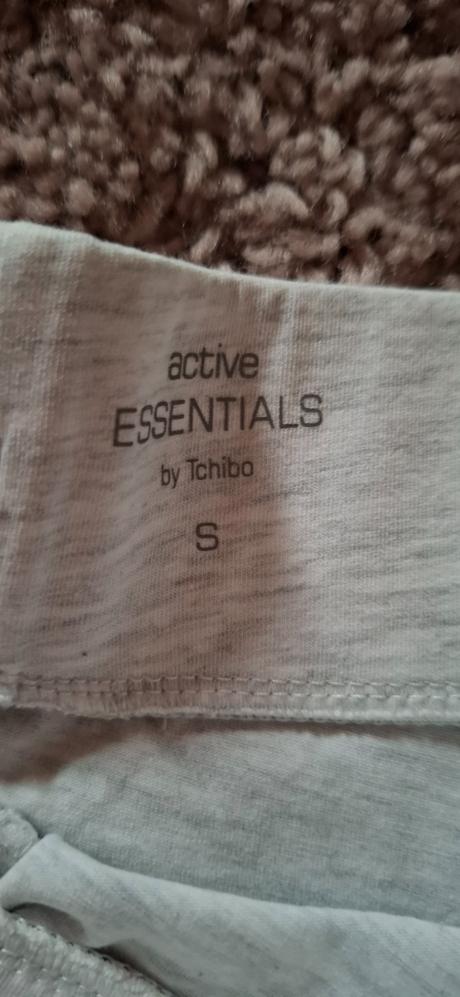 active
ESSENTIALS
by Tchibo
S